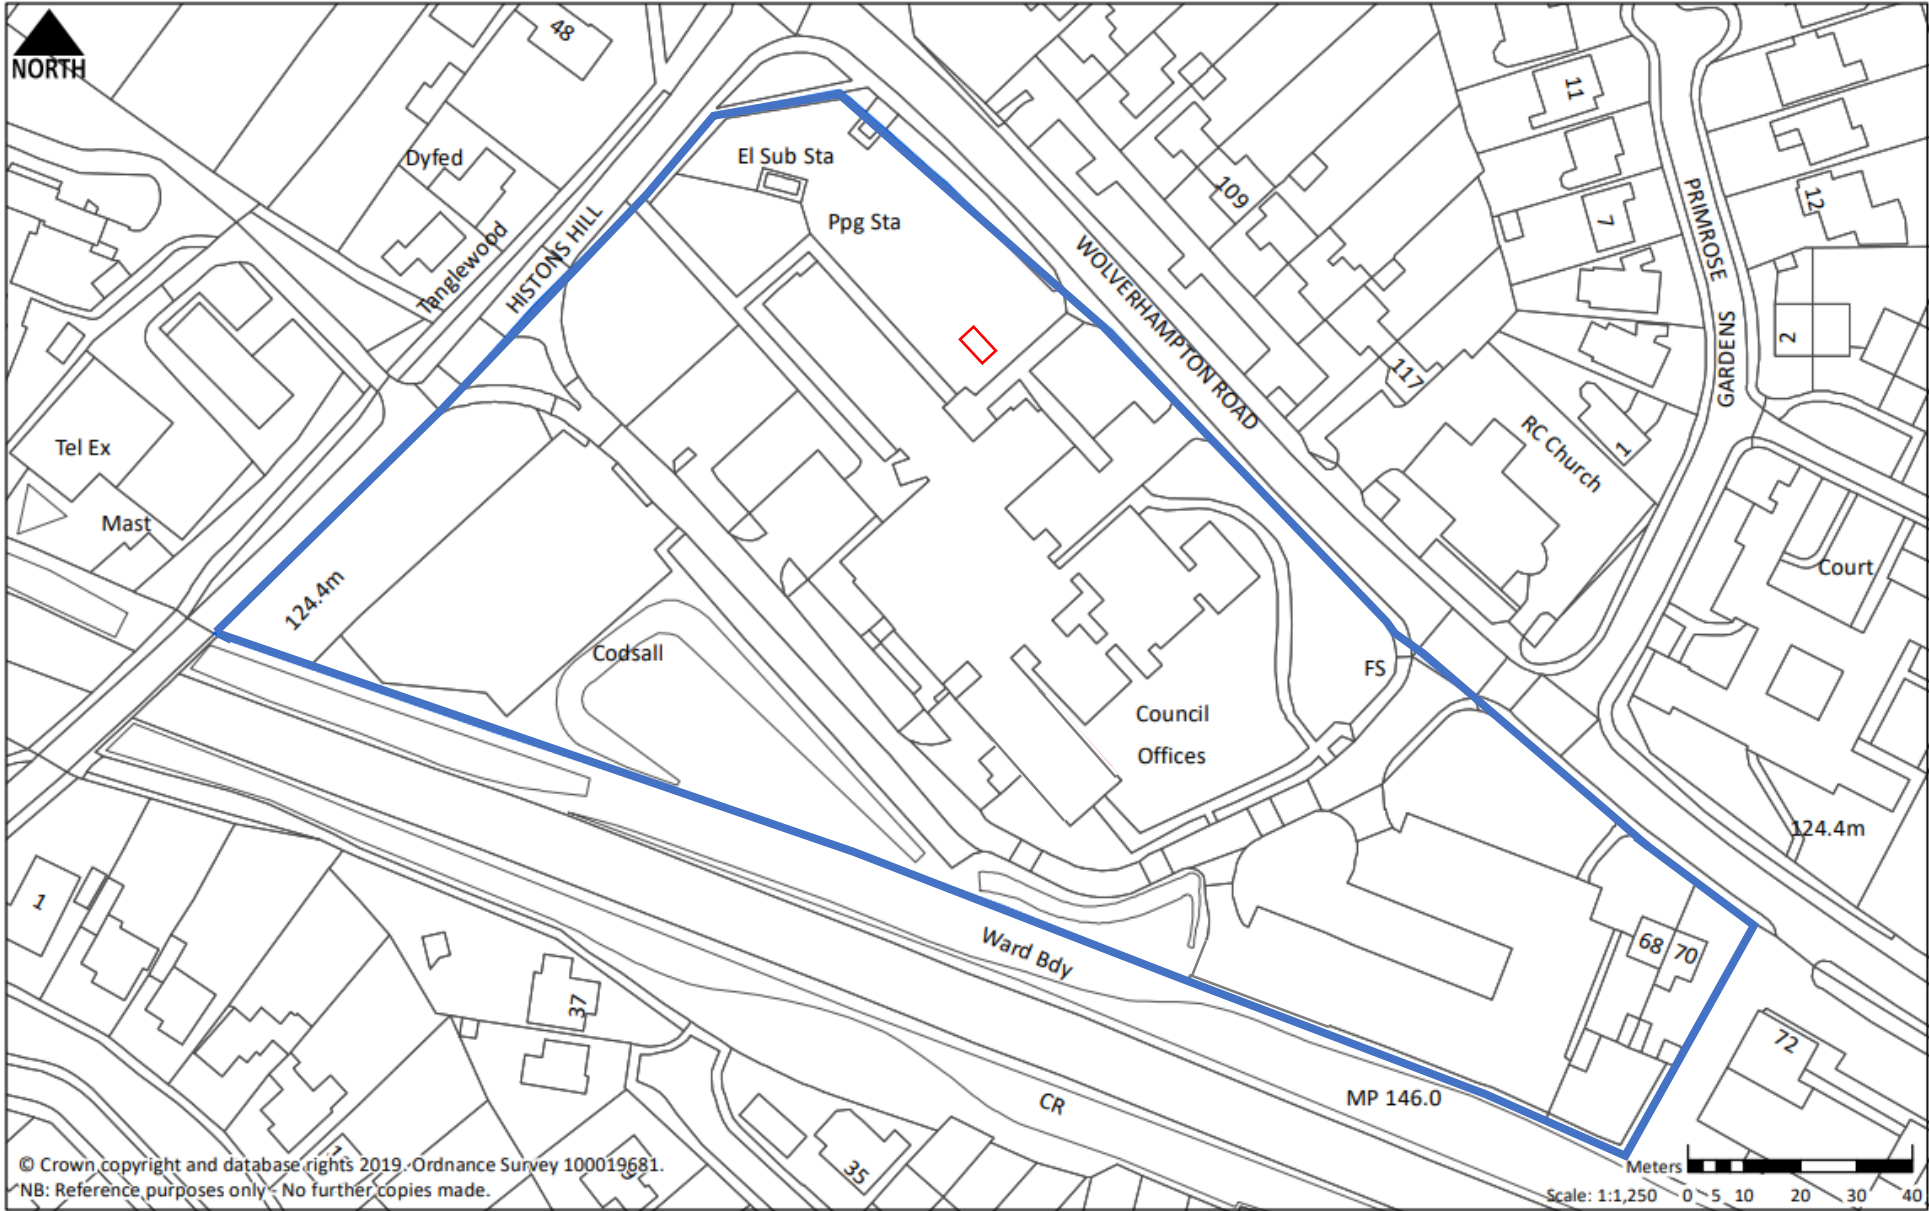 NORTH
48
Dyfed
Tanglewood
HISTONS HILL
El Sub Sta
Ppg Sta
109
WOLVERHAMPTON ROAD
117
11
7
PRIMROSE
GARDENS
12
2
1
RC Church
Court
Tel Ex
Mast
124.4m
Codsall
FS
Council
Offices
124.4m
68
70
72
1
37
Ward Bdy
CR
MP 146.0
35
© Crown copyright and database rights 2019. Ordnance Survey 100019681.
NB: Reference purposes only - No further copies made.
Meters
Scale: 1:1,250
0 5 10 20 30 40